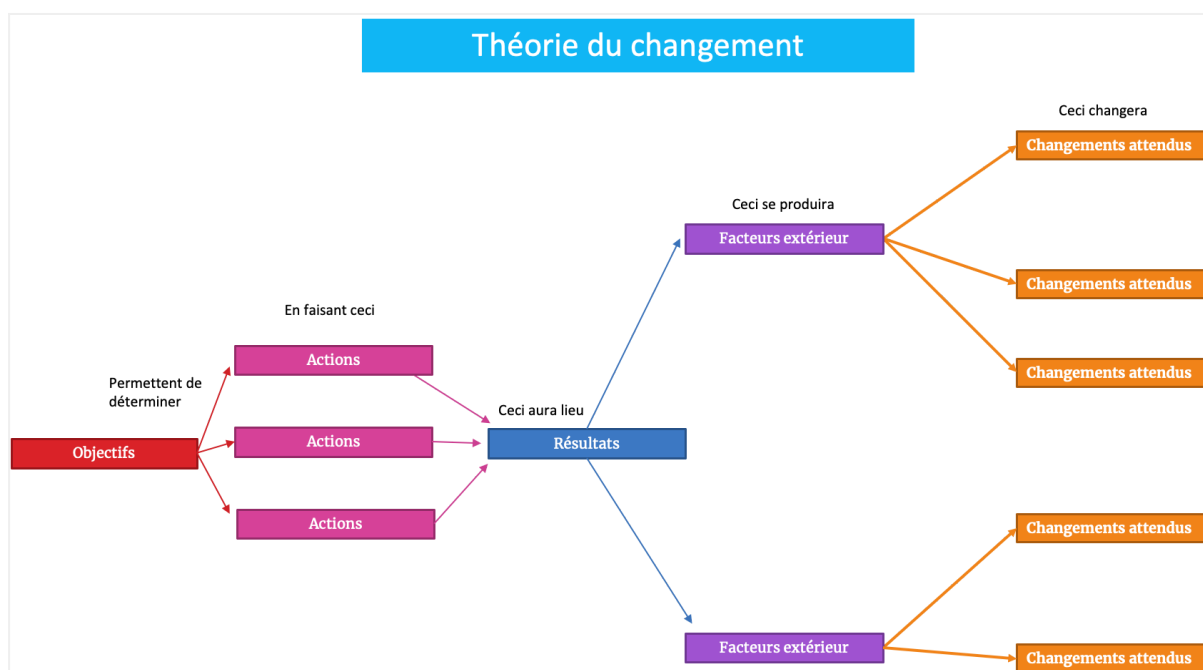 Théorie du changement
Ceci changera
Changements attendus
Ceci se produira
Facteurs extérieur
Changements attendus
En faisant ceci
Actions
Changements attendus
Permettent de
déterminer
Ceci aura lieu
Objectifs
Actions
Résultats
Actions
Changements attendus
Facteurs extérieur
Changements attendus